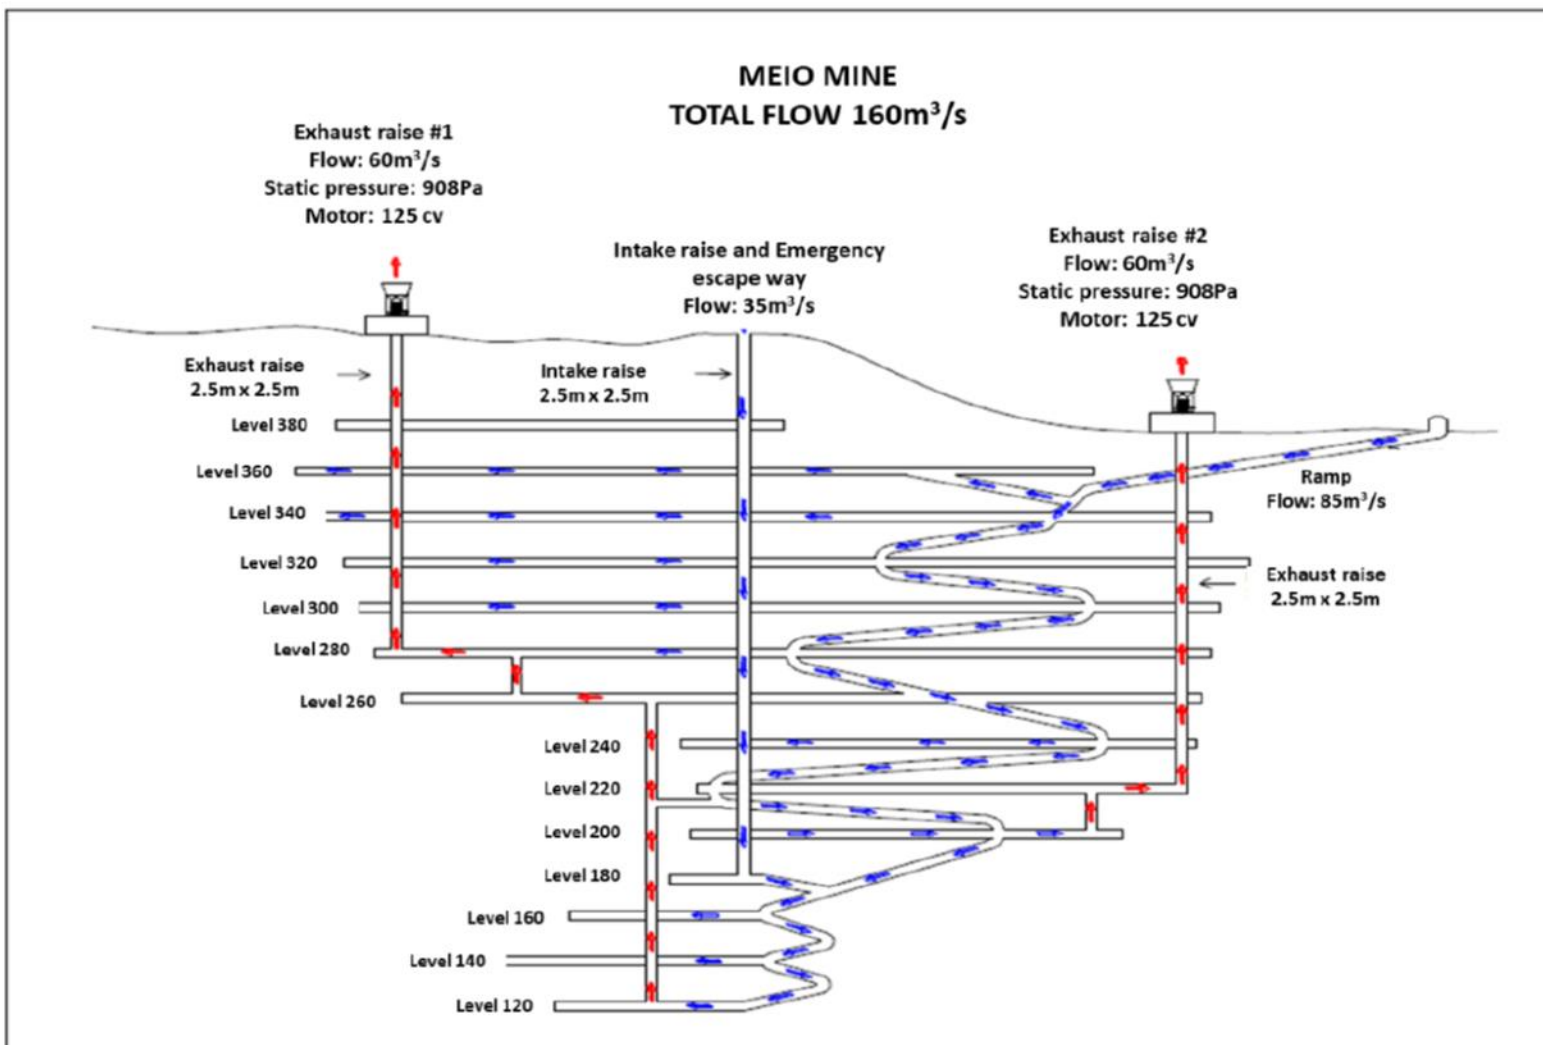 MEIO MINE
TOTAL FLOW 160m³/s
Exhaust raise #1
Flow: 60m³/s
Static pressure: 908Pa
Motor: 125 cv
Intake raise and Emergency
escape way
Flow: 35m³/s
Exhaust raise #2
Flow: 60m³/s
Static pressure: 908Pa
Motor: 125 cv
Exhaust raise
2.5m x 2.5m
Intake raise
2.5m x 2.5m
Level 380
Level 360
Ramp
Flow: 85m³/s
Level 340
Level 320
Exhaust raise
2.5m x 2.5m
Level 300
Level 280
Level 260
Level 240
Level 220
Level 200
Level 180
Level 160
Level 140
Level 120